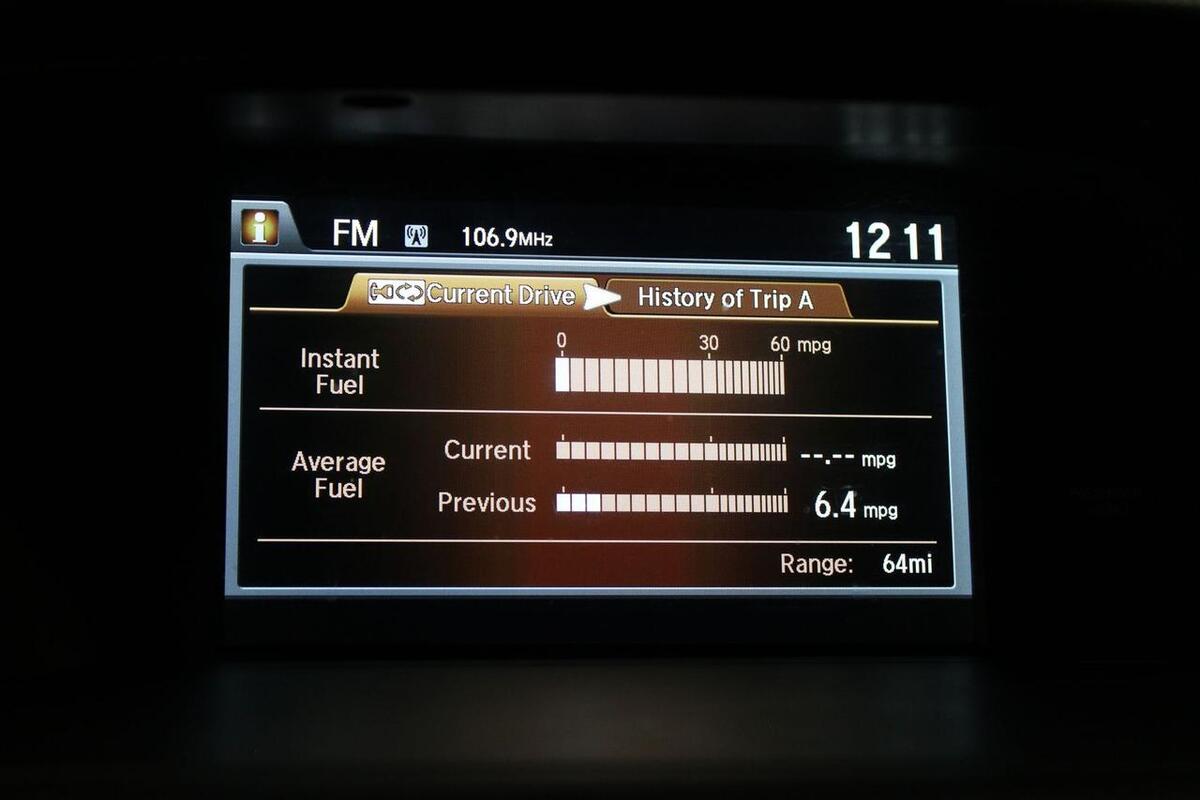 i FM 106.9MHz 12 11
Current Drive History of Trip A
0 30 60 mpg
Instant
Fuel
Average
Fuel
Current --.-- mpg
Previous 6.4 mpg
Range: 64mi